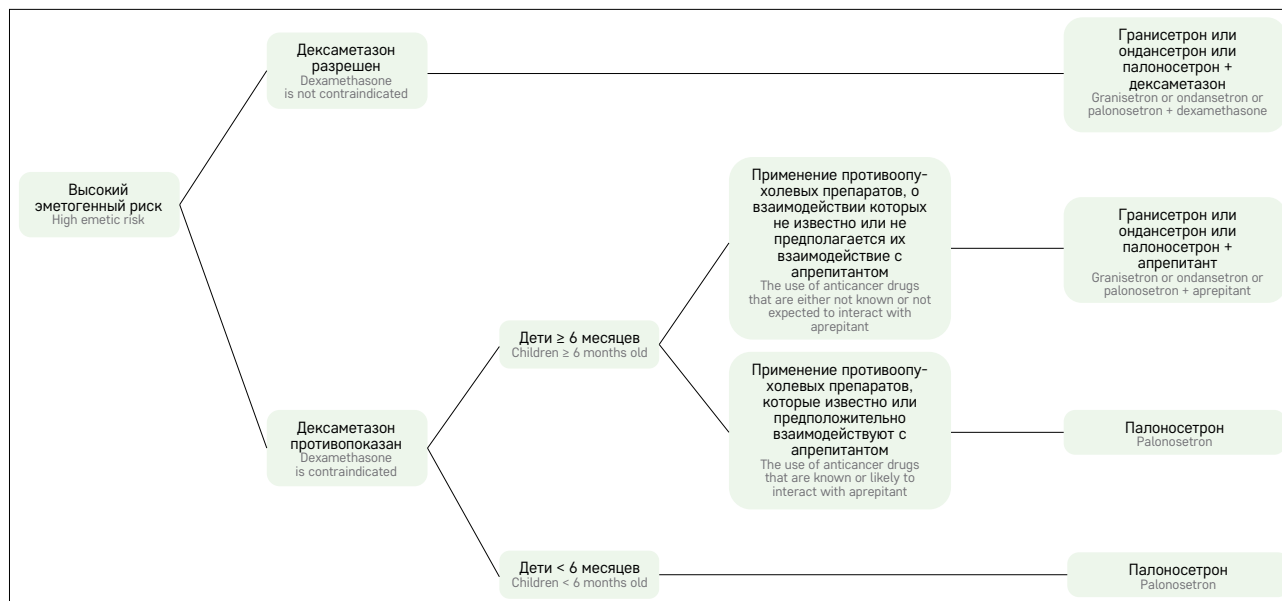 Дексаметазон
разрешен
Dexamethasone
is not contraindicated
Гранисетрон или
ондансетрон или
палоносетрон +
дексаметазон
Granisetron or ondansetron or
palonosetron + dexamethasone
Высокий
эметогенный риск
High emetic risk
Применение противоопу-
холевых препаратов, о
взаимодействии которых
не известно или не
предполагается их
взаимодействие с
апрепитантом
The use of anticancer drugs
that are either not known or not
expected to interact with
aprepitant
Гранисетрон или
ондансетрон или
палоносетрон +
апрепитант
Granisetron or ondansetron or
palonosetron + aprepitant
Дети ≥ 6 месяцев
Children ≥ 6 months old
Применение противоопу-
холевых препаратов,
которые известно или
предположительно
взаимодействуют с
апрепитантом
The use of anticancer drugs
that are known or likely to
interact with aprepitant
Палоносетрон
Palonosetron
Дексаметазон
противопоказан
Dexamethasone
is contraindicated
Дети < 6 месяцев
Children < 6 months old
Палоносетрон
Palonosetron